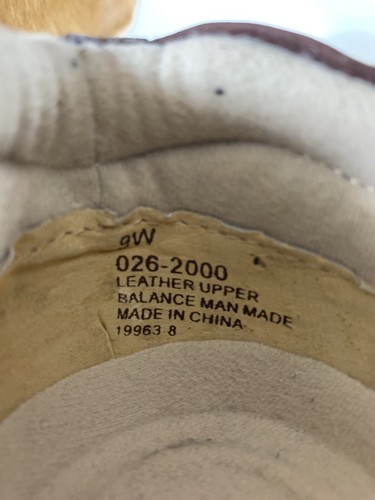 9W
026-2000
LEATHER UPPER
BALANCE MAN MADE
MADE IN CHINA
19963 8